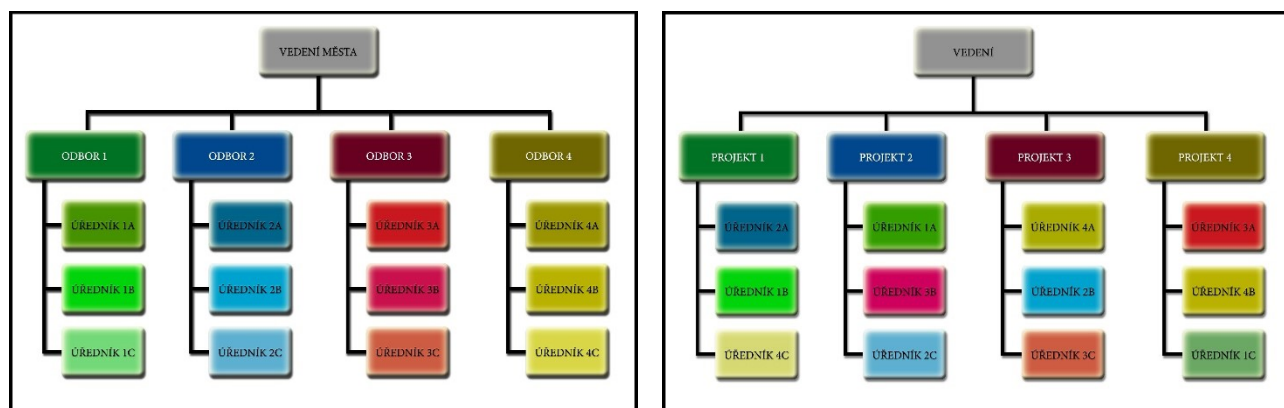 VEDENÍ MĚSTA
ODBOR 1
ODBOR 2
ODBOR 3
ODBOR 4
ÚŘEDNÍK 1A
ÚŘEDNÍK 2A
ÚŘEDNÍK 3A
ÚŘEDNÍK 4A
ÚŘEDNÍK 1B
ÚŘEDNÍK 2B
ÚŘEDNÍK 3B
ÚŘEDNÍK 4B
ÚŘEDNÍK 1C
ÚŘEDNÍK 2C
ÚŘEDNÍK 3C
ÚŘEDNÍK 4C
VEDENÍ
PROJEKT 1
PROJEKT 2
PROJEKT 3
PROJEKT 4
ÚŘEDNÍK 2A
ÚŘEDNÍK 1A
ÚŘEDNÍK 4A
ÚŘEDNÍK 3A
ÚŘEDNÍK 1B
ÚŘEDNÍK 3B
ÚŘEDNÍK 2B
ÚŘEDNÍK 4B
ÚŘEDNÍK 4C
ÚŘEDNÍK 2C
ÚŘEDNÍK 3C
ÚŘEDNÍK 1C